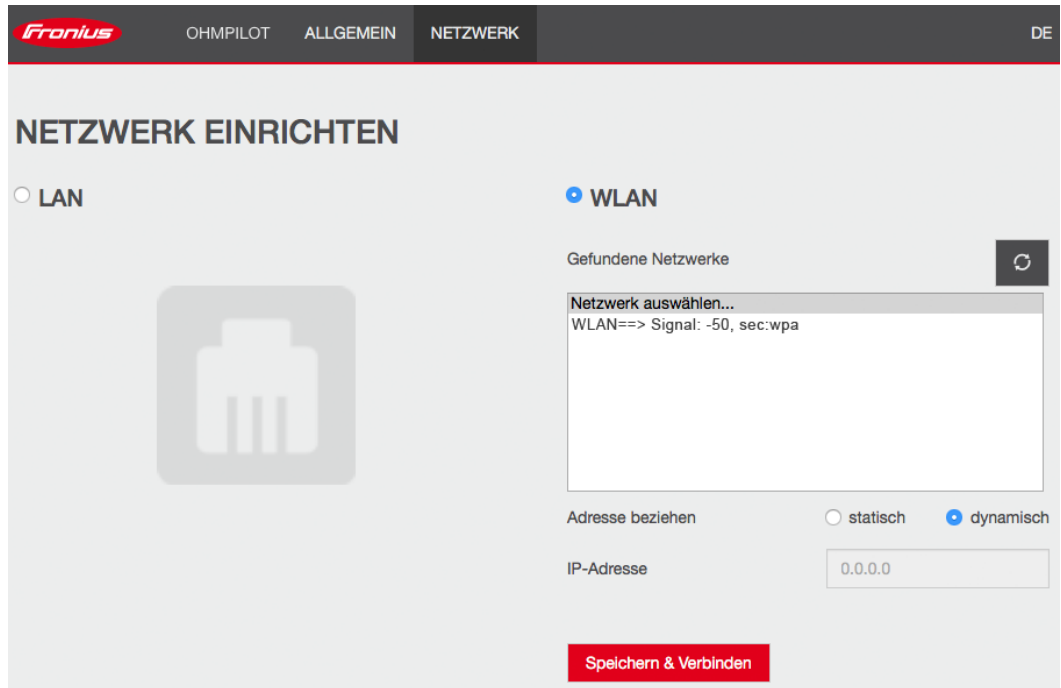 Fronius OHMPILOT ALLGEMEIN NETZWERK DE
NETZWERK EINRICHTEN
LAN
WLAN
Gefundene Netzwerke
Netzwerk auswählen...
WLAN==> Signal: -50, sec:wpa
Adresse beziehen statisch dynamisch
IP-Adresse 0.0.0.0
Speichern & Verbinden